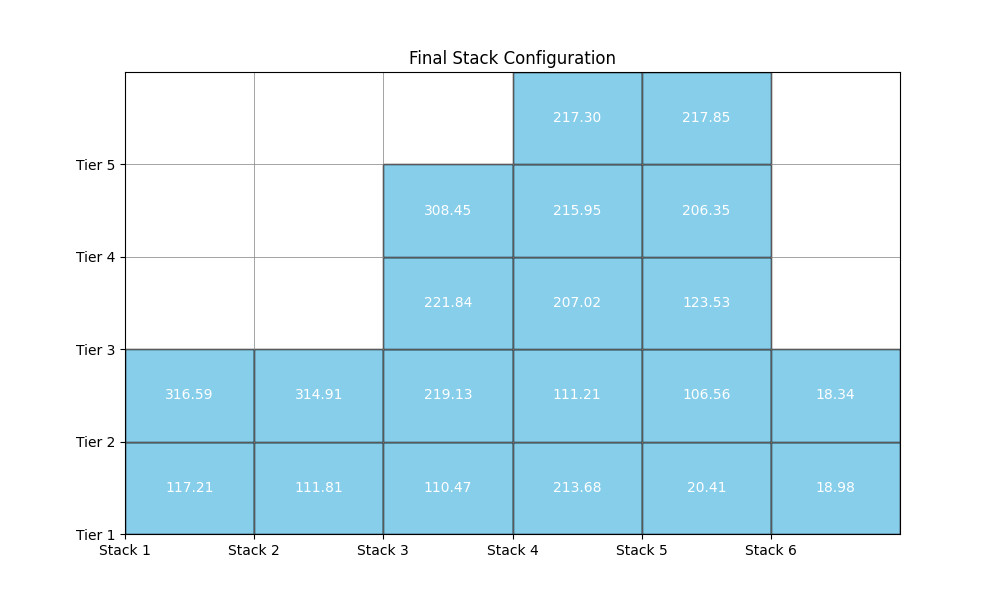 Final Stack Configuration
217.30 217.85
Tier 5
308.45 215.95 206.35
Tier 4
221.84 207.02 123.53
Tier 3
316.59 314.91 219.13 111.21 106.56 18.34
Tier 2
117.21 111.81 110.47 213.68 20.41 18.98
Tier 1
Stack 1 Stack 2 Stack 3 Stack 4 Stack 5 Stack 6